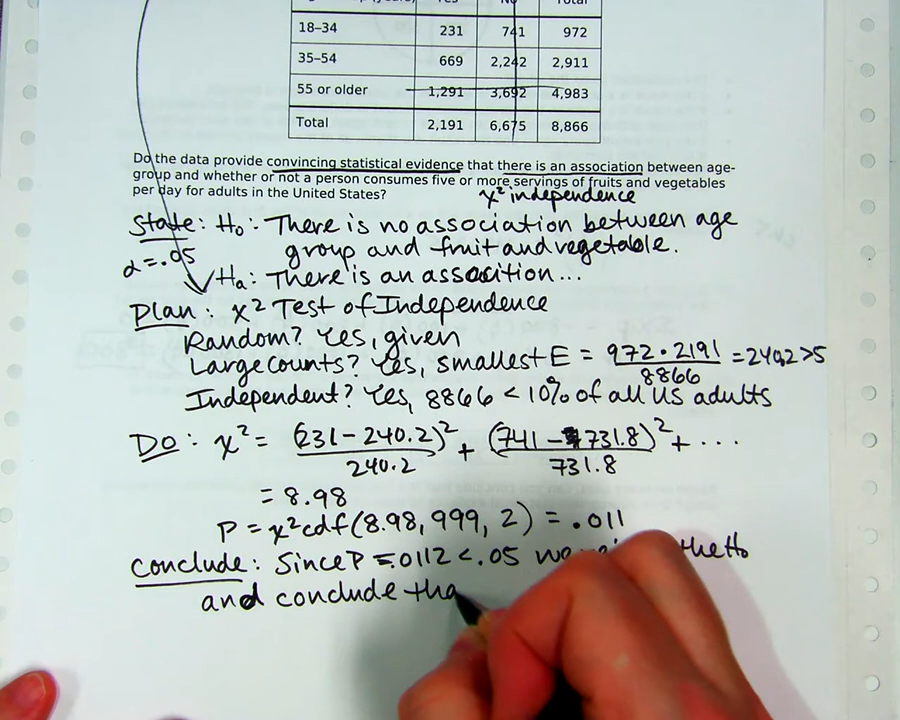 No Total
18–34 231 741 972
35–54 669 2,242 2,911
55 or older 1,291 3,692 4,983
Total 2,191 6,675 8,866
Do the data provide convincing statistical evidence that there is an association between age-
group and whether or not a person consumes five or more servings of fruits and vegetables
per day for adults in the United States?
χ² independence
State: H₀: There is no association between age
group and fruit and vegetable.
α=.05
Ha: There is an assocition...
Plan: χ² Test of Independence
Random? Yes, given
Large counts? Yes, smallest E = 972·2191/8866 = 240.2 >5
Independent? Yes, 8866 < 10% of all US adults
Do: χ² = (231-240.2)²/240.2 + (741-731.8)²/731.8 + ...
= 8.98
P = χ²cdf(8.98, 999, 2) = .011
Conclude: Since P = .0112 < .05 we the H₀
and conclude tha